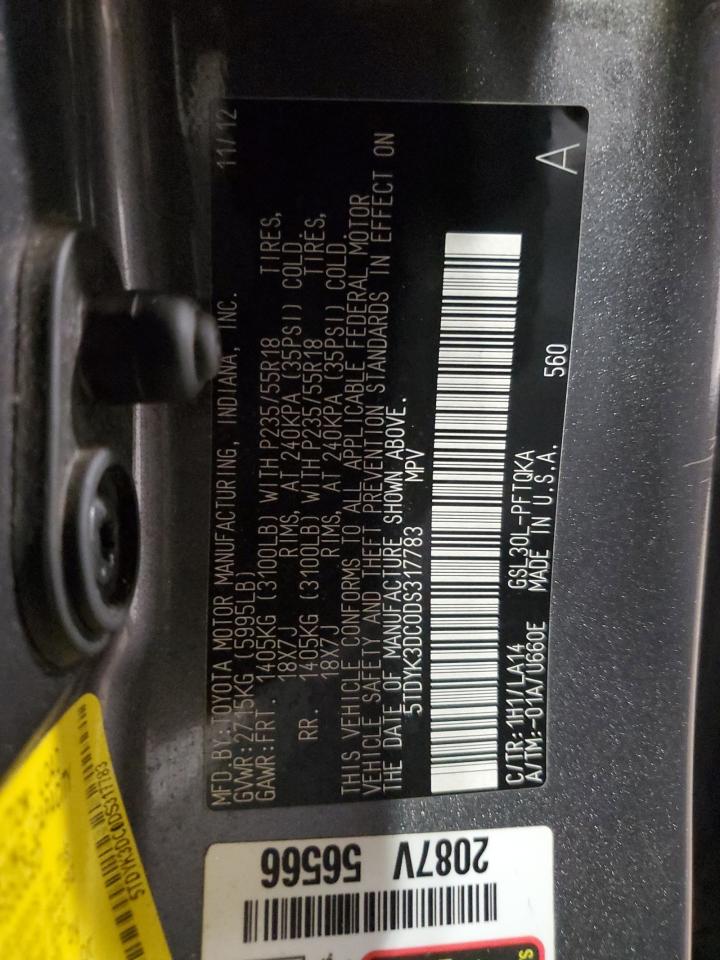 MFD. BY: TOYOTA MOTOR MANUFACTURING, INDIANA, INC. 11/12
GVWR: 2715KG (5995LB)
GAWR: FRT. 1405KG (3100LB) WITH P235/55R18 TIRES,
18X7J RIMS, AT 240KPA (35PSI) COLD
RR. 1405KG (3100LB) WITH P235/55R18 TIRES,
18X7J RIMS, AT 240KPA (35PSI) COLD.
THIS VEHICLE CONFORMS TO ALL APPLICABLE FEDERAL MOTOR
VEHICLE SAFETY AND THEFT PREVENTION STANDARDS IN EFFECT ON
THE DATE OF MANUFACTURE SHOWN ABOVE.
5TDYK3DC0DS317783 MPV
C/TR: 1H1/LA14 GSL30L-PFTQKA 560 A
A/TM: -01A/U660E MADE IN U.S.A.
5TDYK3DC0DS317783
2087V
56566